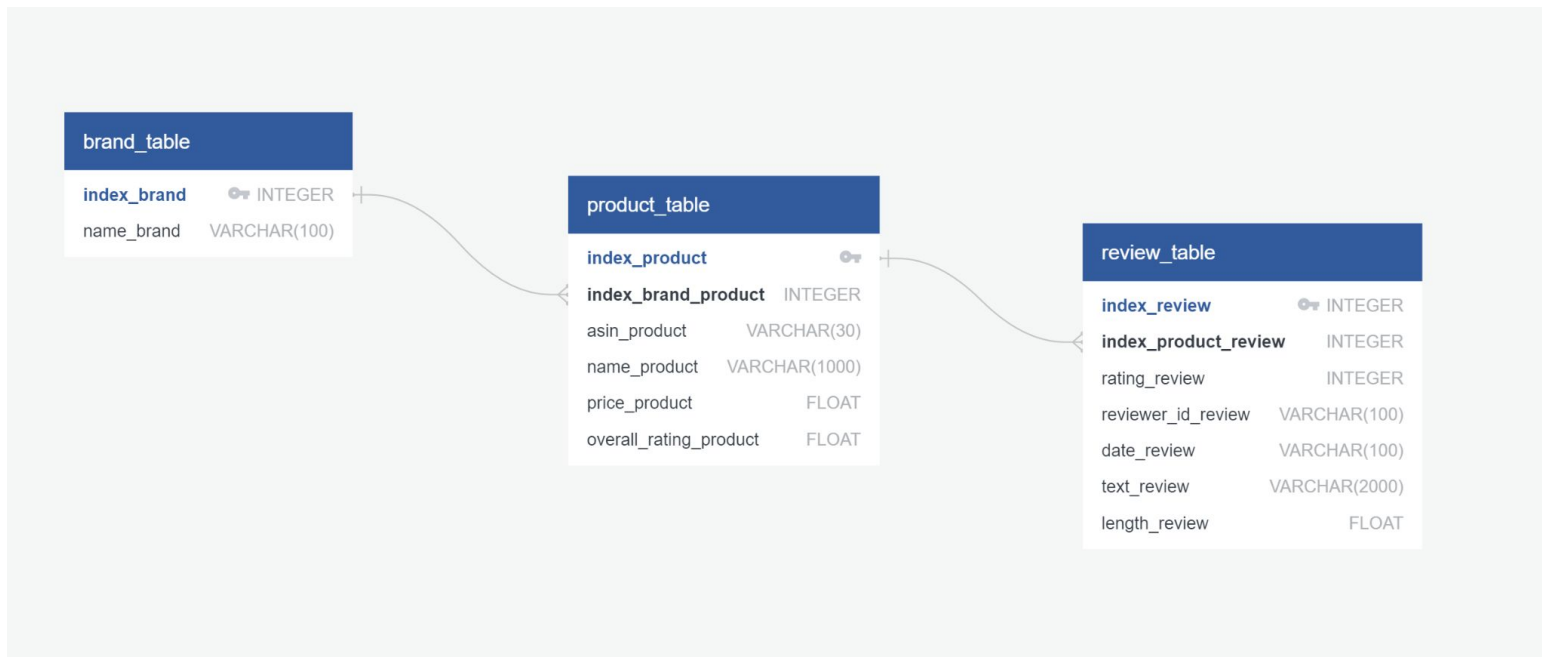 brand_table
index_brand INTEGER
name_brand VARCHAR(100)
product_table
index_product
index_brand_product INTEGER
asin_product VARCHAR(30)
name_product VARCHAR(1000)
price_product FLOAT
overall_rating_product FLOAT
review_table
index_review INTEGER
index_product_review INTEGER
rating_review INTEGER
reviewer_id_review VARCHAR(100)
date_review VARCHAR(100)
text_review VARCHAR(2000)
length_review FLOAT